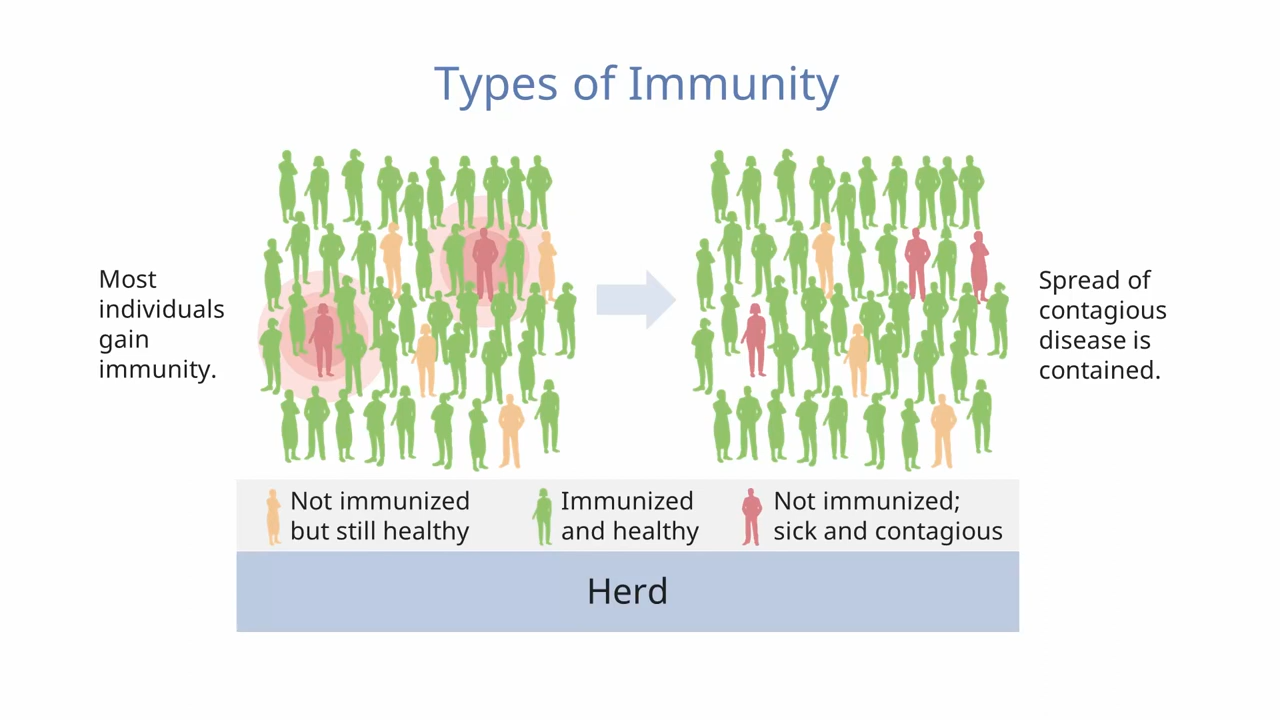 Types of Immunity
Most
individuals
gain
immunity.
Spread of
contagious
disease is
contained.
Not immunized
but still healthy
Immunized
and healthy
Not immunized;
sick and contagious
Herd